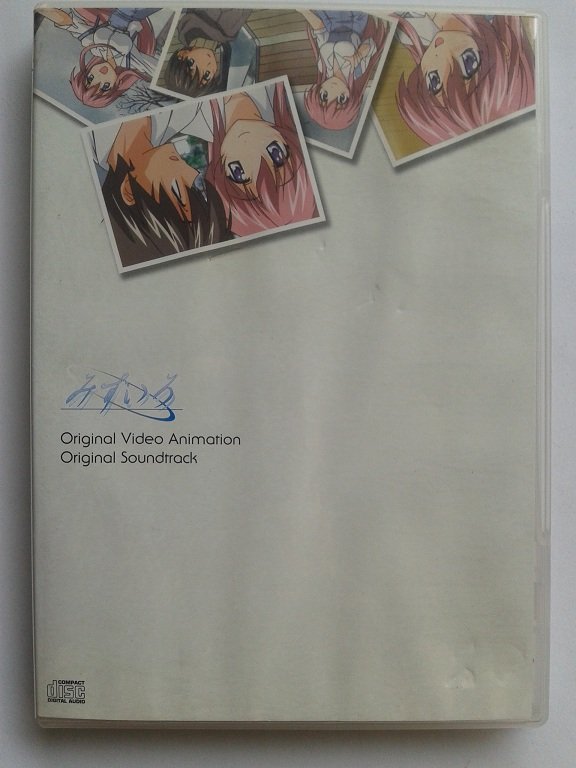 みずいろ
Original Video Animation
Original Soundtrack
COMPACT
disc
DIGITAL AUDIO